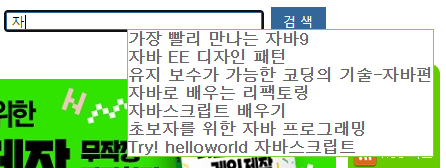 자
검 색
가장 빨리 만나는 자바9
자바 EE 디자인 패턴
유지 보수가 가능한 코딩의 기술-자바편
자바로 배우는 리팩토링
자바스크립트 배우기
초보자를 위한 자바 프로그래밍
Try! helloworld 자바스크립트
위한